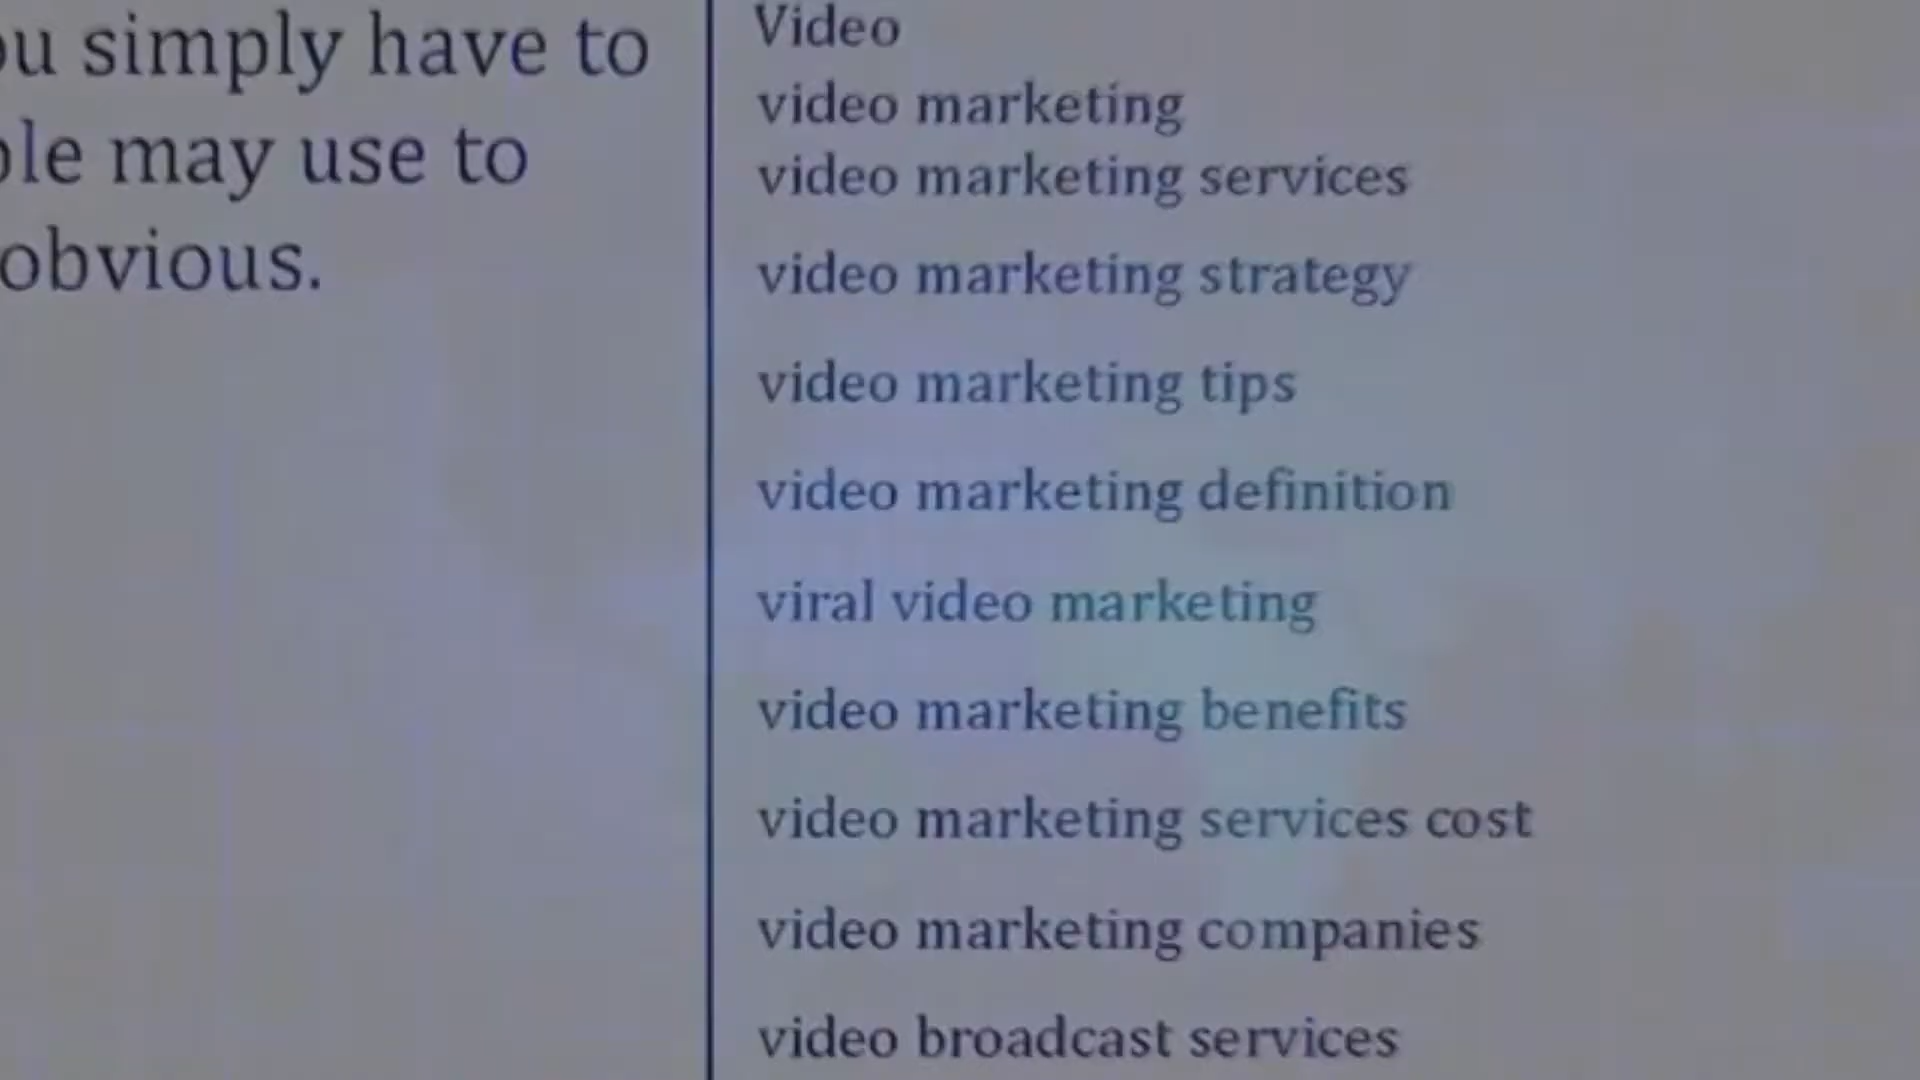 ou simply have to
ple may use to
obvious.
Video
video marketing
video marketing services
video marketing strategy
video marketing tips
video marketing definition
viral video marketing
video marketing benefits
video marketing services cost
video marketing companies
video broadcast services